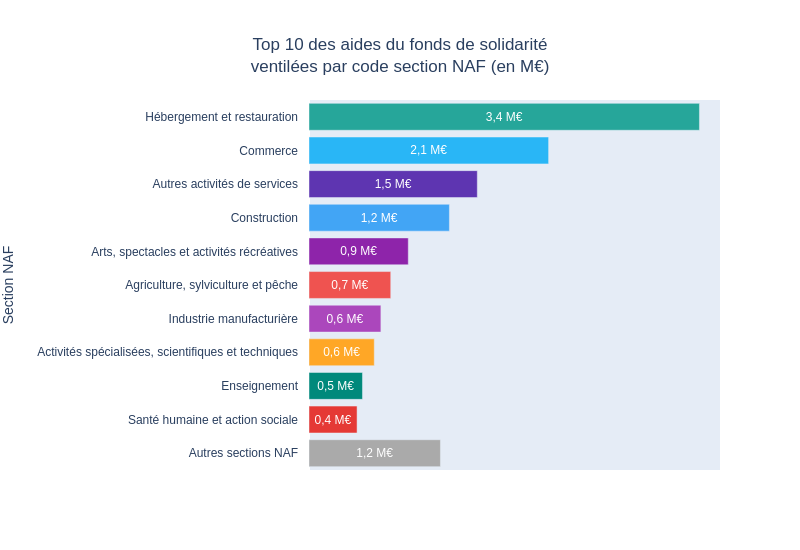 Top 10 des aides du fonds de solidarité
ventilées par code section NAF (en M€)
Section NAF
Hébergement et restauration 3,4 M€
Commerce 2,1 M€
Autres activités de services 1,5 M€
Construction 1,2 M€
Arts, spectacles et activités récréatives 0,9 M€
Agriculture, sylviculture et pêche 0,7 M€
Industrie manufacturière 0,6 M€
Activités spécialisées, scientifiques et techniques 0,6 M€
Enseignement 0,5 M€
Santé humaine et action sociale 0,4 M€
Autres sections NAF 1,2 M€